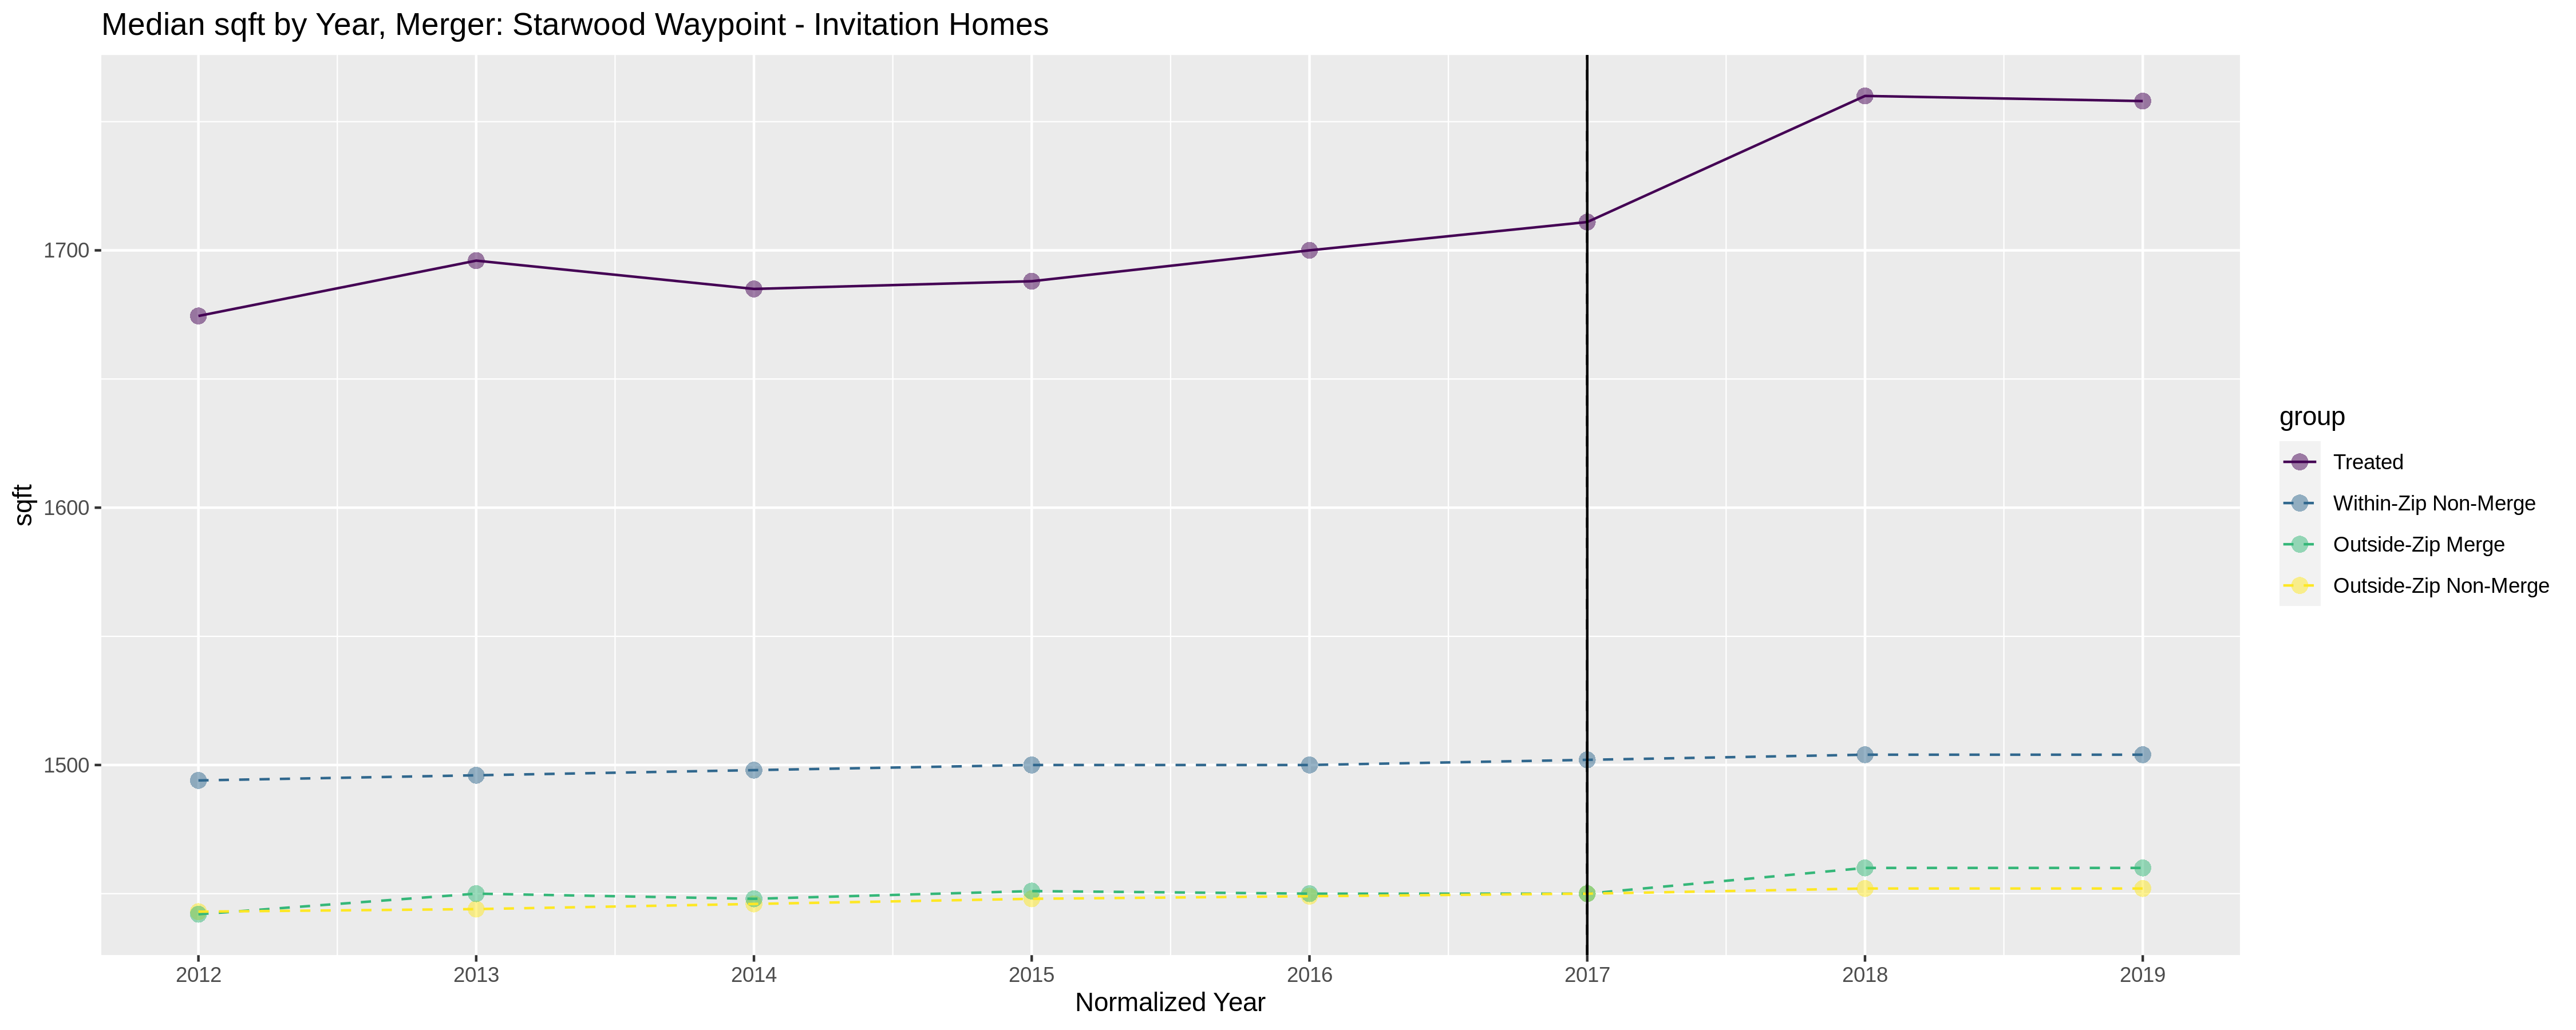 Median sqft by Year, Merger: Starwood Waypoint - Invitation Homes
sqft
1700
1600
1500
2012 2013 2014 2015 2016 2017 2018 2019
Normalized Year
group
Treated
Within-Zip Non-Merge
Outside-Zip Merge
Outside-Zip Non-Merge